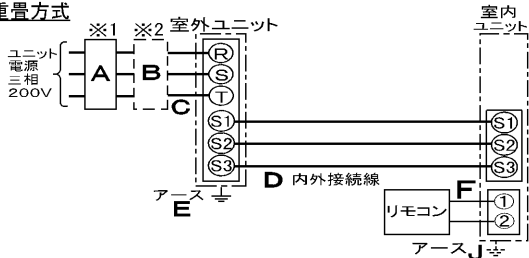 重畳方式
※1
※2
室外ユニット
室内
ユニット
ユニット
電源
三相
200V
A
B
C
R
S
T
S1
S2
S3
S1
S2
S3
D 内外接続線
アース
E
F
リモコン
1
2
アース
J